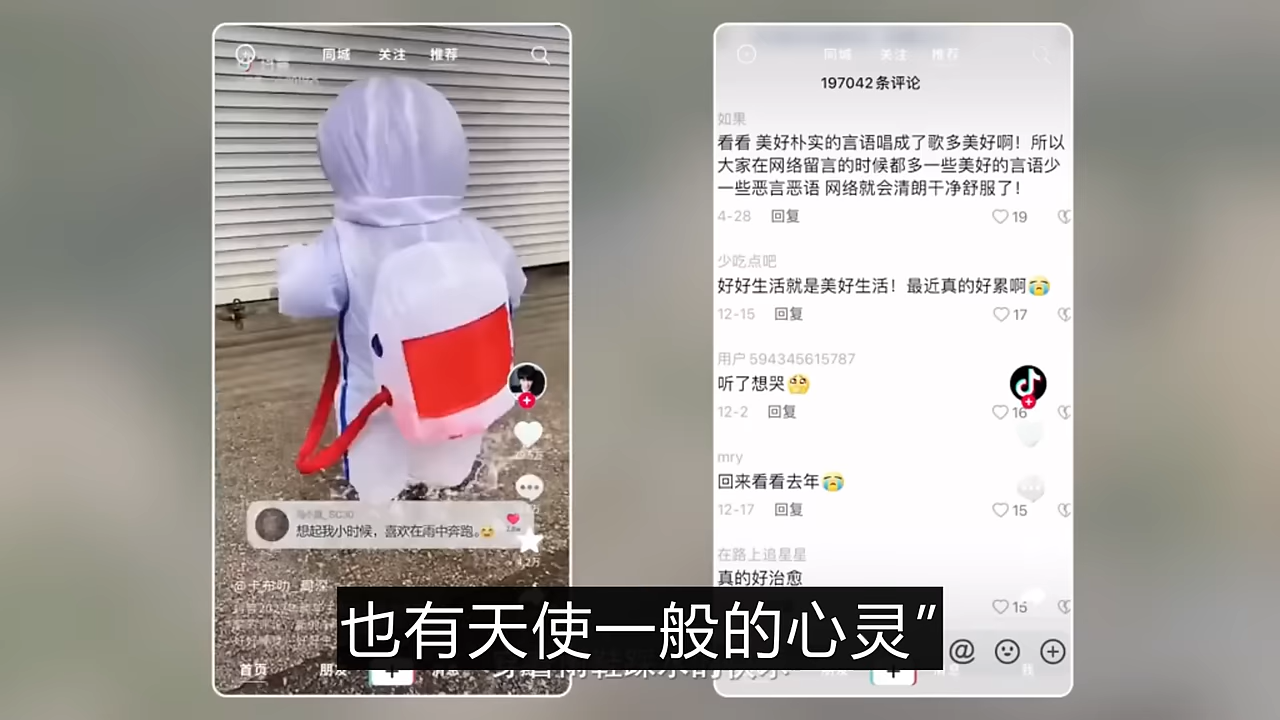 同城 关注 推荐
想起我小时候，喜欢在雨中奔跑。😂
首页
197042条评论
如果
看看 美好朴实的言语唱成了歌多美好啊！所以
大家在网络留言的时候都多一些美好的言语少
一些恶言恶语 网络就会清朗干净舒服了！
4-28 回复 19
少吃点吧
好好生活就是美好生活！最近真的好累啊😭
12-15 回复 17
用户 594345615787
听了想哭🥺
12-2 回复 16
mry
回来看看去年😭
12-17 回复 15
在路上追星星
真的好治愈
15
同城 关注 推荐
也有天使一般的心灵”